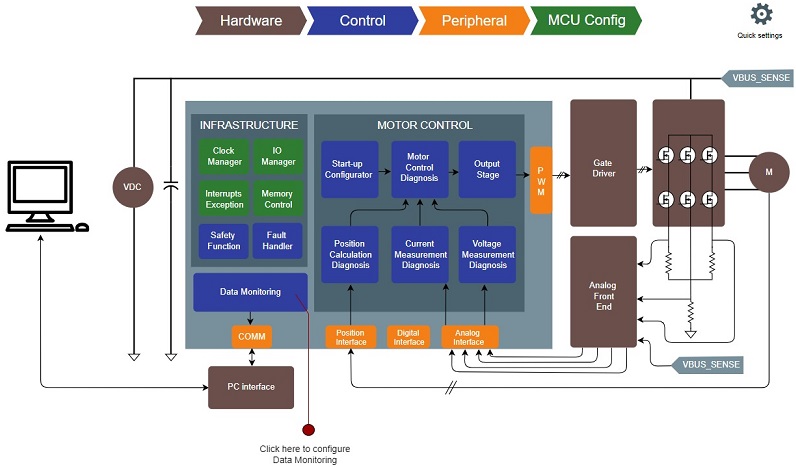 Hardware
Control
Peripheral
MCU Config
Quick settings
VBUS_SENSE
INFRASTRUCTURE
MOTOR CONTROL
Clock
Manager
IO
Manager
Interrupts
Exception
Memory
Control
Safety
Function
Fault
Handler
Start-up
Configurator
Motor
Control
Diagnosis
Output
Stage
Position
Calculation
Diagnosis
Current
Measurement
Diagnosis
Voltage
Measurement
Diagnosis
P
W
M
Gate
Driver
M
VDC
Data Monitoring
COMM
Position
Interface
Digital
Interface
Analog
Interface
Analog
Front
End
VBUS_SENSE
PC interface
Click here to configure
Data Monitoring